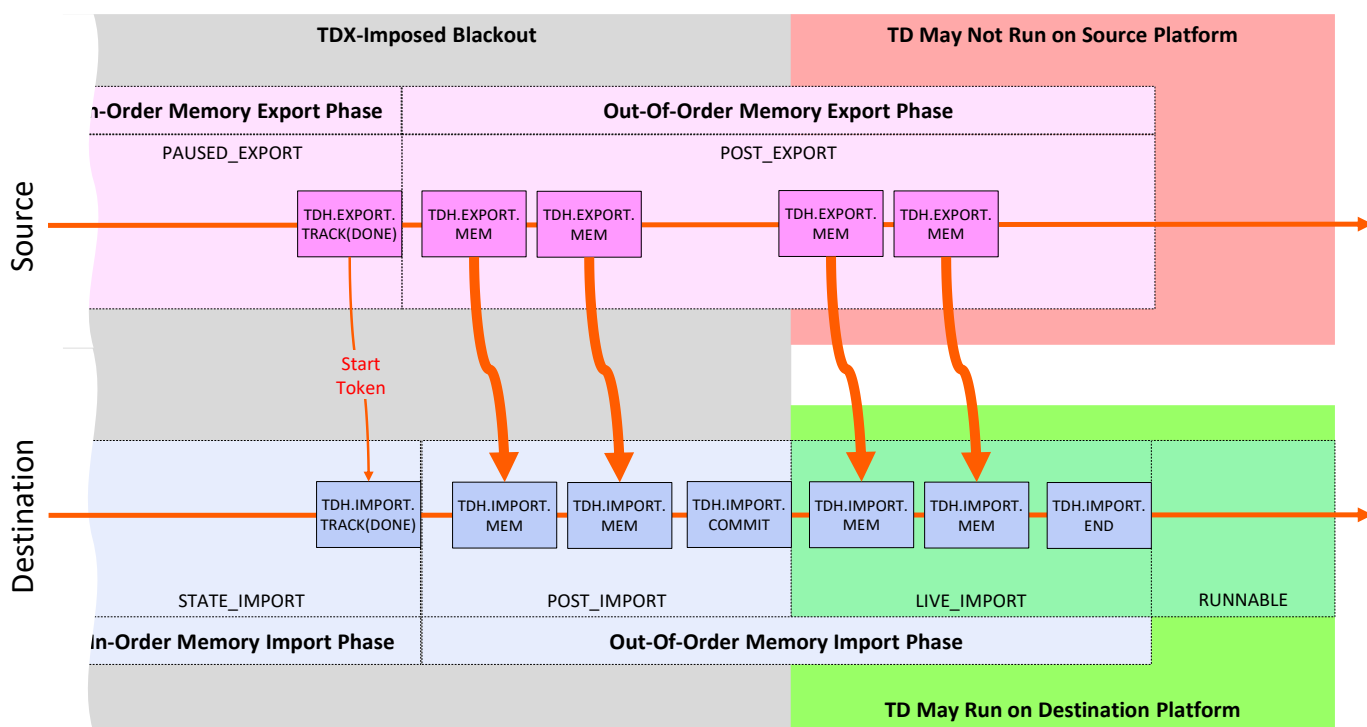 TDX-Imposed Blackout
TD May Not Run on Source Platform
n-Order Memory Export Phase
Out-Of-Order Memory Export Phase
PAUSED_EXPORT
POST_EXPORT
Source
TDH.EXPORT.
TRACK(DONE)
TDH.EXPORT.
MEM
TDH.EXPORT.
MEM
TDH.EXPORT.
MEM
TDH.EXPORT.
MEM
Start
Token
Destination
TDH.IMPORT.
TRACK(DONE)
TDH.IMPORT.
MEM
TDH.IMPORT.
MEM
TDH.IMPORT.
COMMIT
TDH.IMPORT.
MEM
TDH.IMPORT.
MEM
TDH.IMPORT.
END
STATE_IMPORT
POST_IMPORT
LIVE_IMPORT
RUNNABLE
In-Order Memory Import Phase
Out-Of-Order Memory Import Phase
TD May Run on Destination Platform